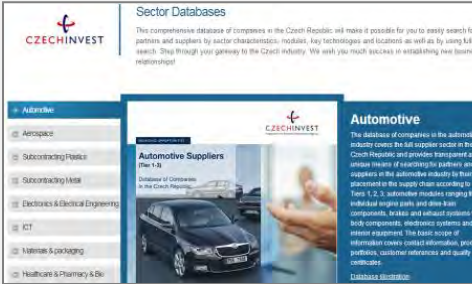 CZECHINVEST
Sector Databases
This comprehensive database of companies in the Czech Republic will make it possible for you to easily search for
partners and suppliers by sector characteristics, modules, key technologies and locations as well as by using full
search. Step through your gateway to the Czech industry. We wish you much success in establishing new
relationships!
Automotive
Aerospace
Subcontracting Plastics
Subcontracting Metal
Electronics & Electrical Engineering
ICT
Materials & packaging
Healthcare & Pharmacy & Bio
CZECHINVEST
Automotive Suppliers
(Tier 1-3)
Database of Companies
in the Czech Republic
Automotive
The database of companies in the automotive
industry covers the full supplier sector in the
Czech Republic and provides transparent
unique means of searching for partners and
suppliers in the automotive industry by their
placement in the supply chain according to
Tiers 1, 2, 3, automotive modules ranging
individual engine parts and drive-train
components, brakes and exhaust systems
body components, electronics systems and
interior equipment. The basic scope of
information covers contact information,
portfolios, customer references and quality
certificates.
Database illustration